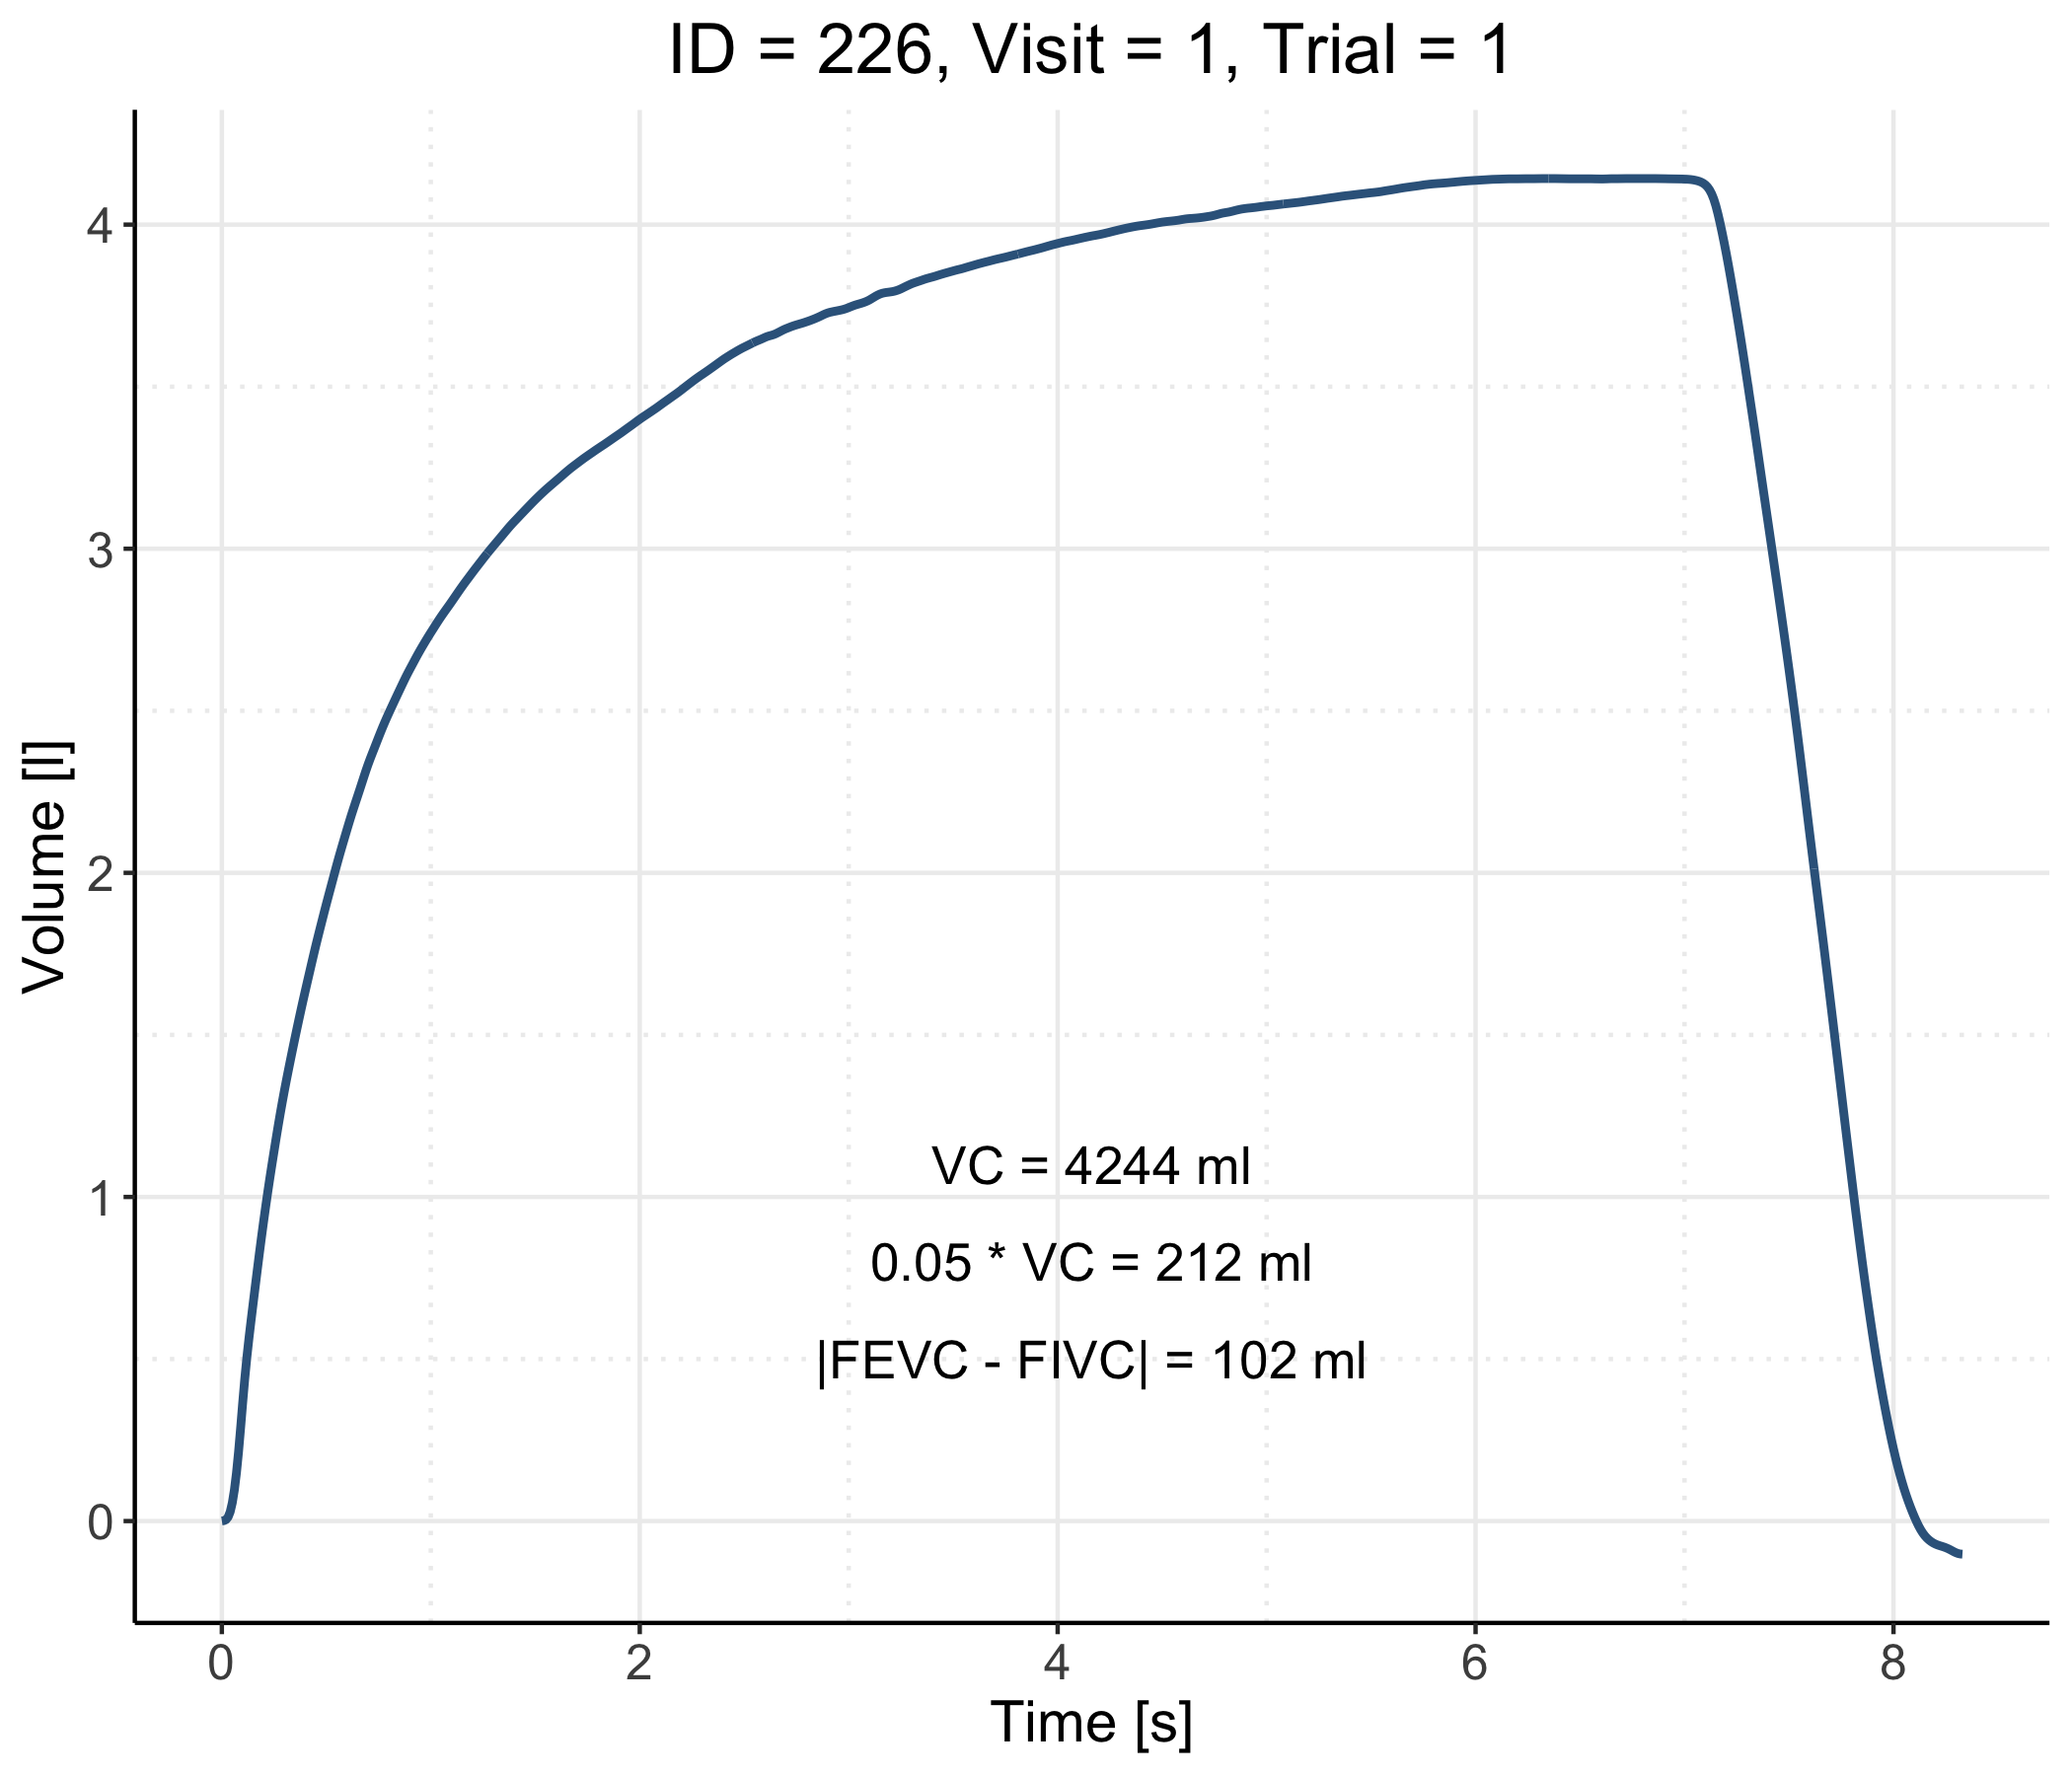 ID = 226, Visit = 1, Trial = 1
4
3
2
1
0
Volume [l]
VC = 4244 ml
0.05 * VC = 212 ml
|FEVC - FIVC| = 102 ml
0 2 4 6 8
Time [s]